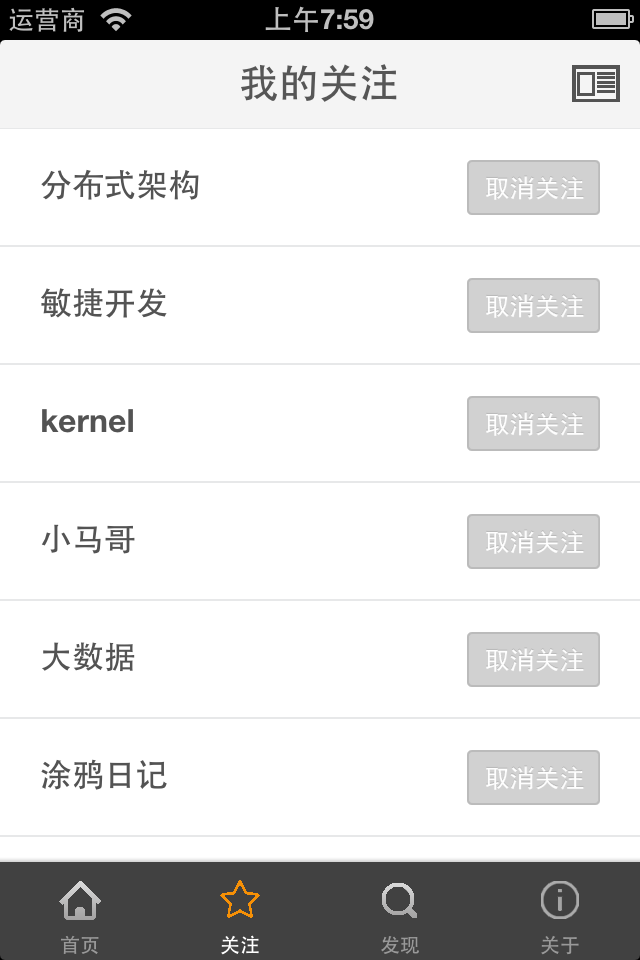 运营商 上午7:59
我的关注
分布式架构 取消关注
敏捷开发 取消关注
kernel 取消关注
小马哥 取消关注
大数据 取消关注
涂鸦日记 取消关注
首页 关注 发现 关于